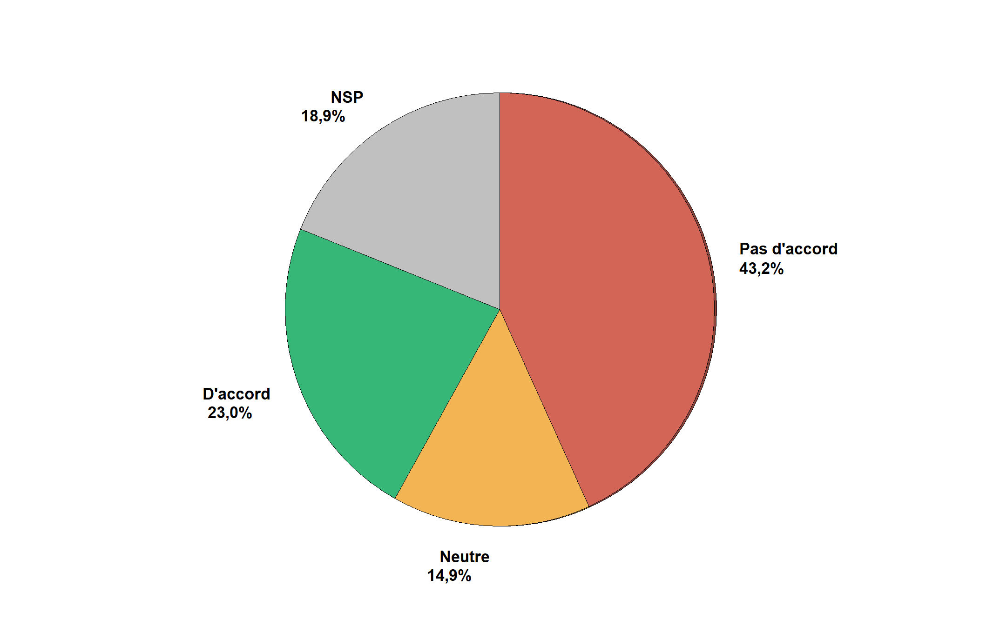 NSP
18,9%
Pas d'accord
43,2%
D'accord
23,0%
Neutre
14,9%